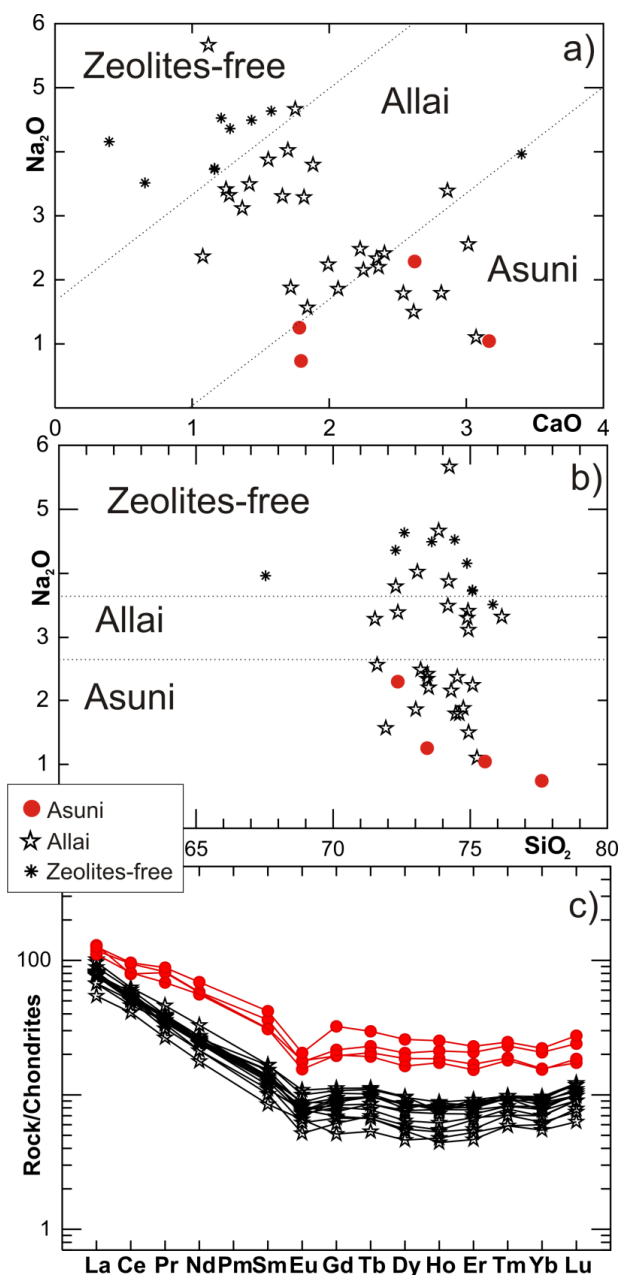 6
5
4
3
2
1
Na₂O
Zeolites-free
Allai
a)
Asuni
0
1
2
3
CaO
4
6
5
4
3
2
1
Na₂O
Zeolites-free
b)
Allai
Asuni
65
70
75
SiO₂
80
Asuni
Allai
Zeolites-free
c)
100
1
Rock/Chondrites
La Ce Pr Nd Pm Sm Eu Gd Tb Dy Ho Er Tm Yb Lu